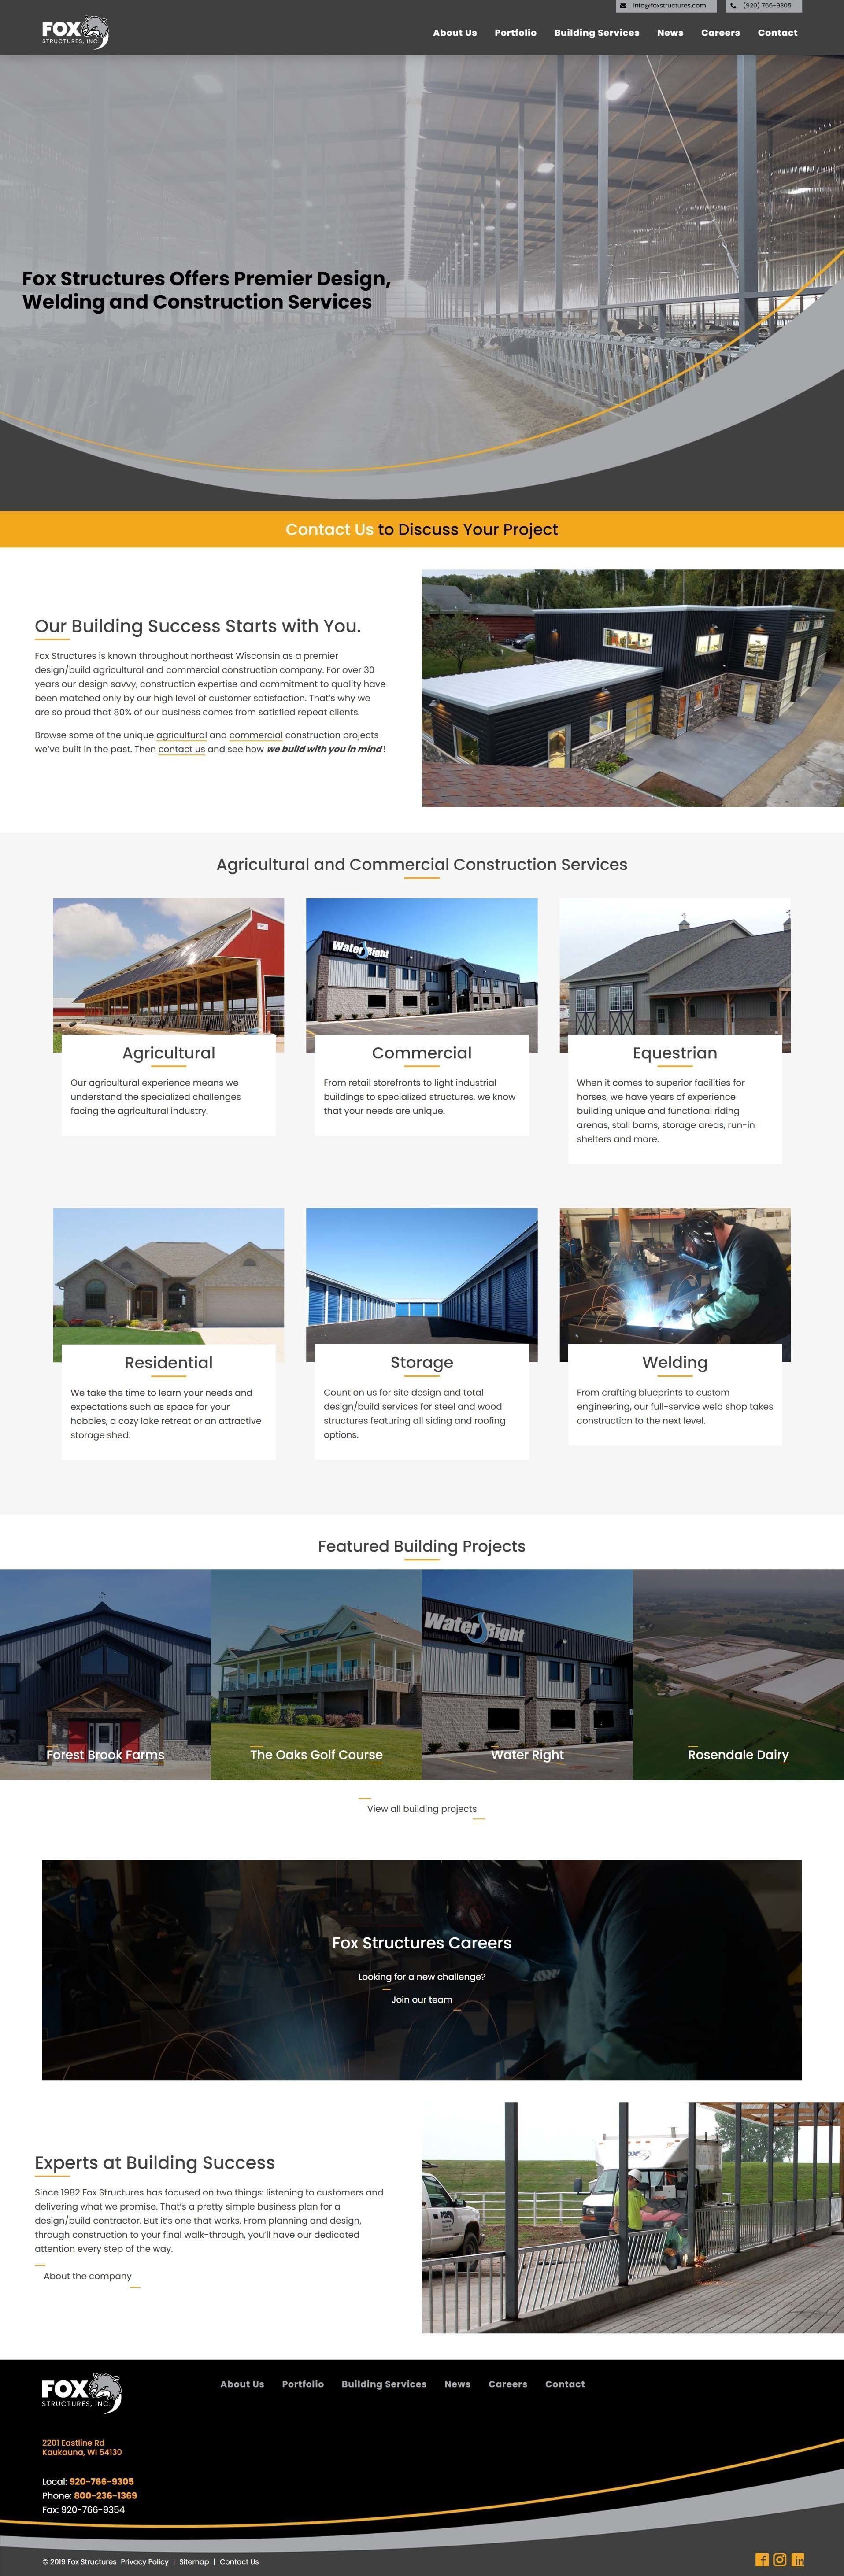 info@foxstructures.com
(920) 766-9305
FOX
STRUCTURES, INC.
About Us
Portfolio
Building Services
News
Careers
Contact
Fox Structures Offers Premier Design,
Welding and Construction Services
Contact Us to Discuss Your Project
Our Building Success Starts with You.
Fox Structures is known throughout northeast Wisconsin as a premier
design/build agricultural and commercial construction company. For over 30
years our design savvy, construction expertise and commitment to quality have
been matched only by our high level of customer satisfaction. That's why we
are so proud that 80% of our business comes from satisfied repeat clients.
Browse some of the unique agricultural and commercial construction projects
we've built in the past. Then contact us and see how we build with you in mind!
Agricultural and Commercial Construction Services
Water Right
Agricultural
Our agricultural experience means we
understand the specialized challenges
facing the agricultural industry.
Commercial
From retail storefronts to light industrial
buildings to specialized structures, we know
that your needs are unique.
Equestrian
When it comes to superior facilities for
horses, we have years of experience
building unique and functional riding
arenas, stall barns, storage areas, run-in
shelters and more.
Residential
We take the time to learn your needs and
expectations such as space for your
hobbies, a cozy lake retreat or an attractive
storage shed.
Storage
Count on us for site design and total
design/build services for steel and wood
structures featuring all siding and roofing
options.
Welding
From crafting blueprints to custom
engineering, our full-service weld shop takes
construction to the next level.
Featured Building Projects
Water Right
Forest Brook Farms
The Oaks Golf Course
Water Right
Rosendale Dairy
View all building projects
Fox Structures Careers
Looking for a new challenge?
Join our team
Experts at Building Success
Since 1982 Fox Structures has focused on two things: listening to customers and
delivering what we promise. That's a pretty simple business plan for a
design/build contractor. But it's one that works. From planning and design,
through construction to your final walk-through, you'll have our dedicated
attention every step of the way.
About the company
FOX
STRUCTURES, INC.
About Us
Portfolio
Building Services
News
Careers
Contact
2201 Eastline Rd
Kaukauna, WI 54130
Local: 920-766-9305
Phone: 800-236-1369
Fax: 920-766-9354
© 2019 Fox Structures Privacy Policy | Sitemap | Contact Us